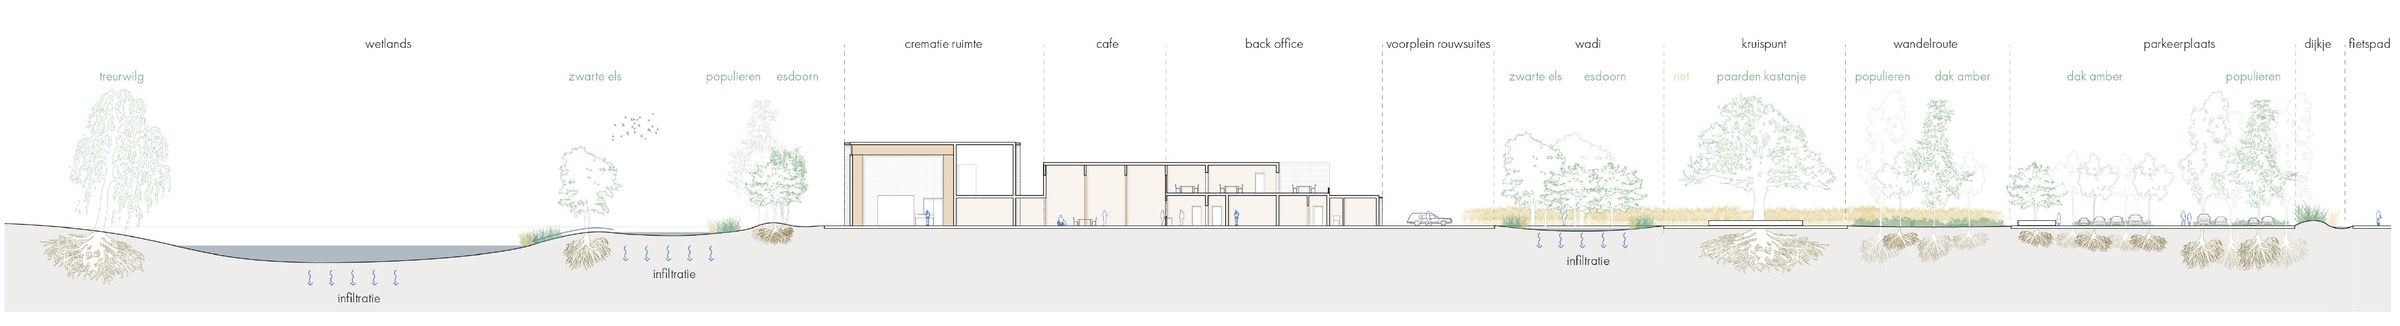 wetlands
crematie ruimte
cafe
back office
voorplein rouwsuites
wadi
kruispunt
wandelroute
parkeerplaats
dijkje
fietspad
treurwilg
zwarte els
populieren
esdoorn
zwarte els
esdoorn
riet
paarden kastanje
populieren
dak amber
dak amber
populieren
infiltratie
infiltratie
infiltratie